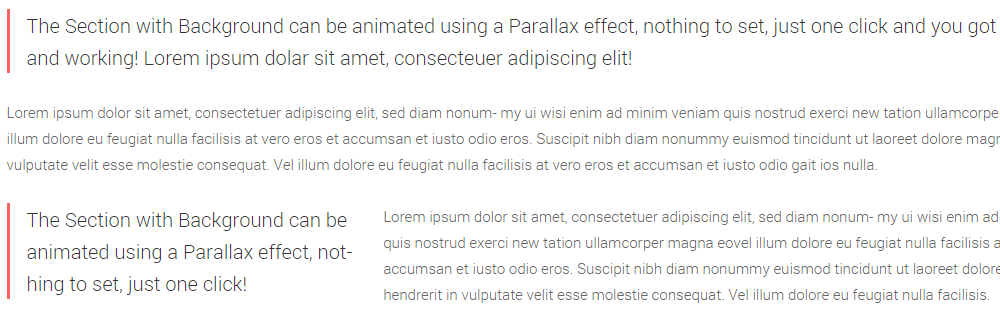 The Section with Background can be animated using a Parallax effect, nothing to set, just one click and you got
and working! Lorem ipsum dolar sit amet, consecteuer adipiscing elit!
Lorem ipsum dolor sit amet, consectetuer adipiscing elit, sed diam nonum- my ui wisi enim ad minim veniam quis nostrud exerci new tation ullamcorpe
illum dolore eu feugiat nulla facilisis at vero eros et accumsan et iusto odio eros. Suscipit nibh diam nonummy euismod tincidunt ut laoreet dolore magn
vulputate velit esse molestie consequat. Vel illum dolore eu feugiat nulla facilisis at vero eros et accumsan et iusto odio gait ios nulla.
The Section with Background can be
animated using a Parallax effect, not-
hing to set, just one click!
Lorem ipsum dolor sit amet, consectetuer adipiscing elit, sed diam nonum- my ui wisi enim ad
quis nostrud exerci new tation ullamcorper magna eovel illum dolore eu feugiat nulla facilisis a
accumsan et iusto odio eros. Suscipit nibh diam nonummy euismod tincidunt ut laoreet dolore
hendrerit in vulputate velit esse molestie consequat. Vel illum dolore eu feugiat nulla facilisis.